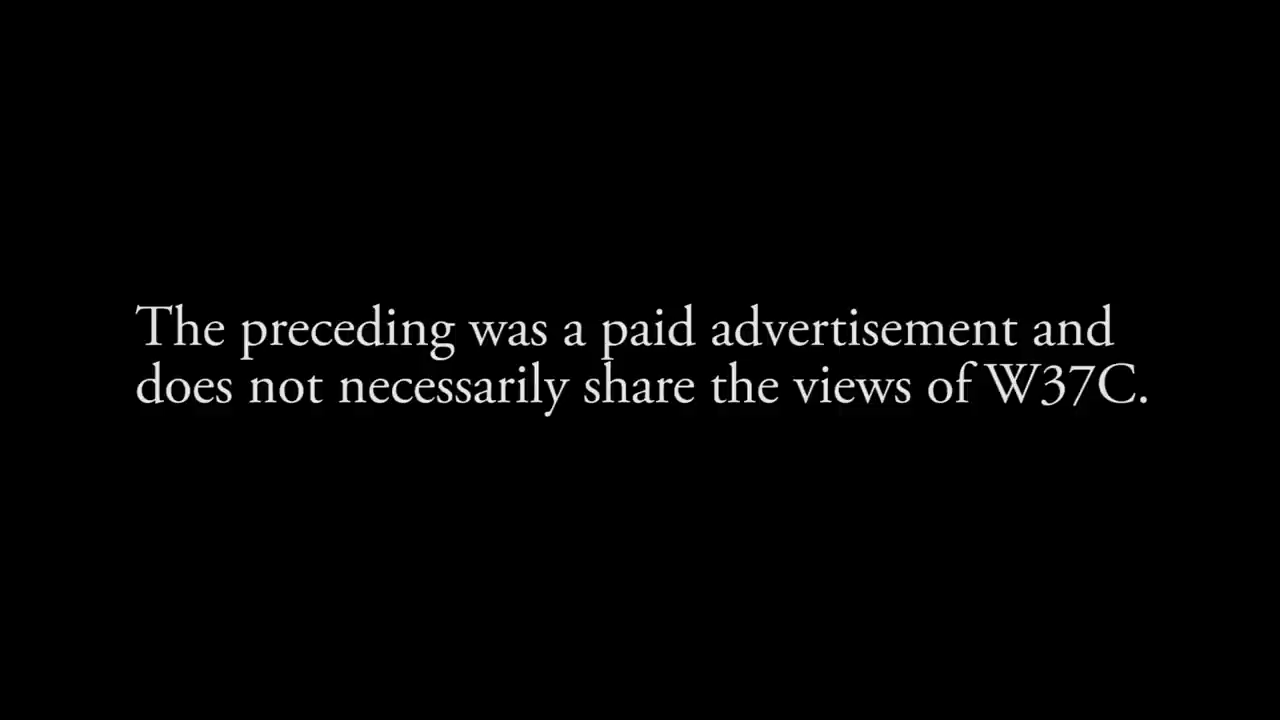 The preceding was a paid advertisement and
does not necessarily share the views of W37C.